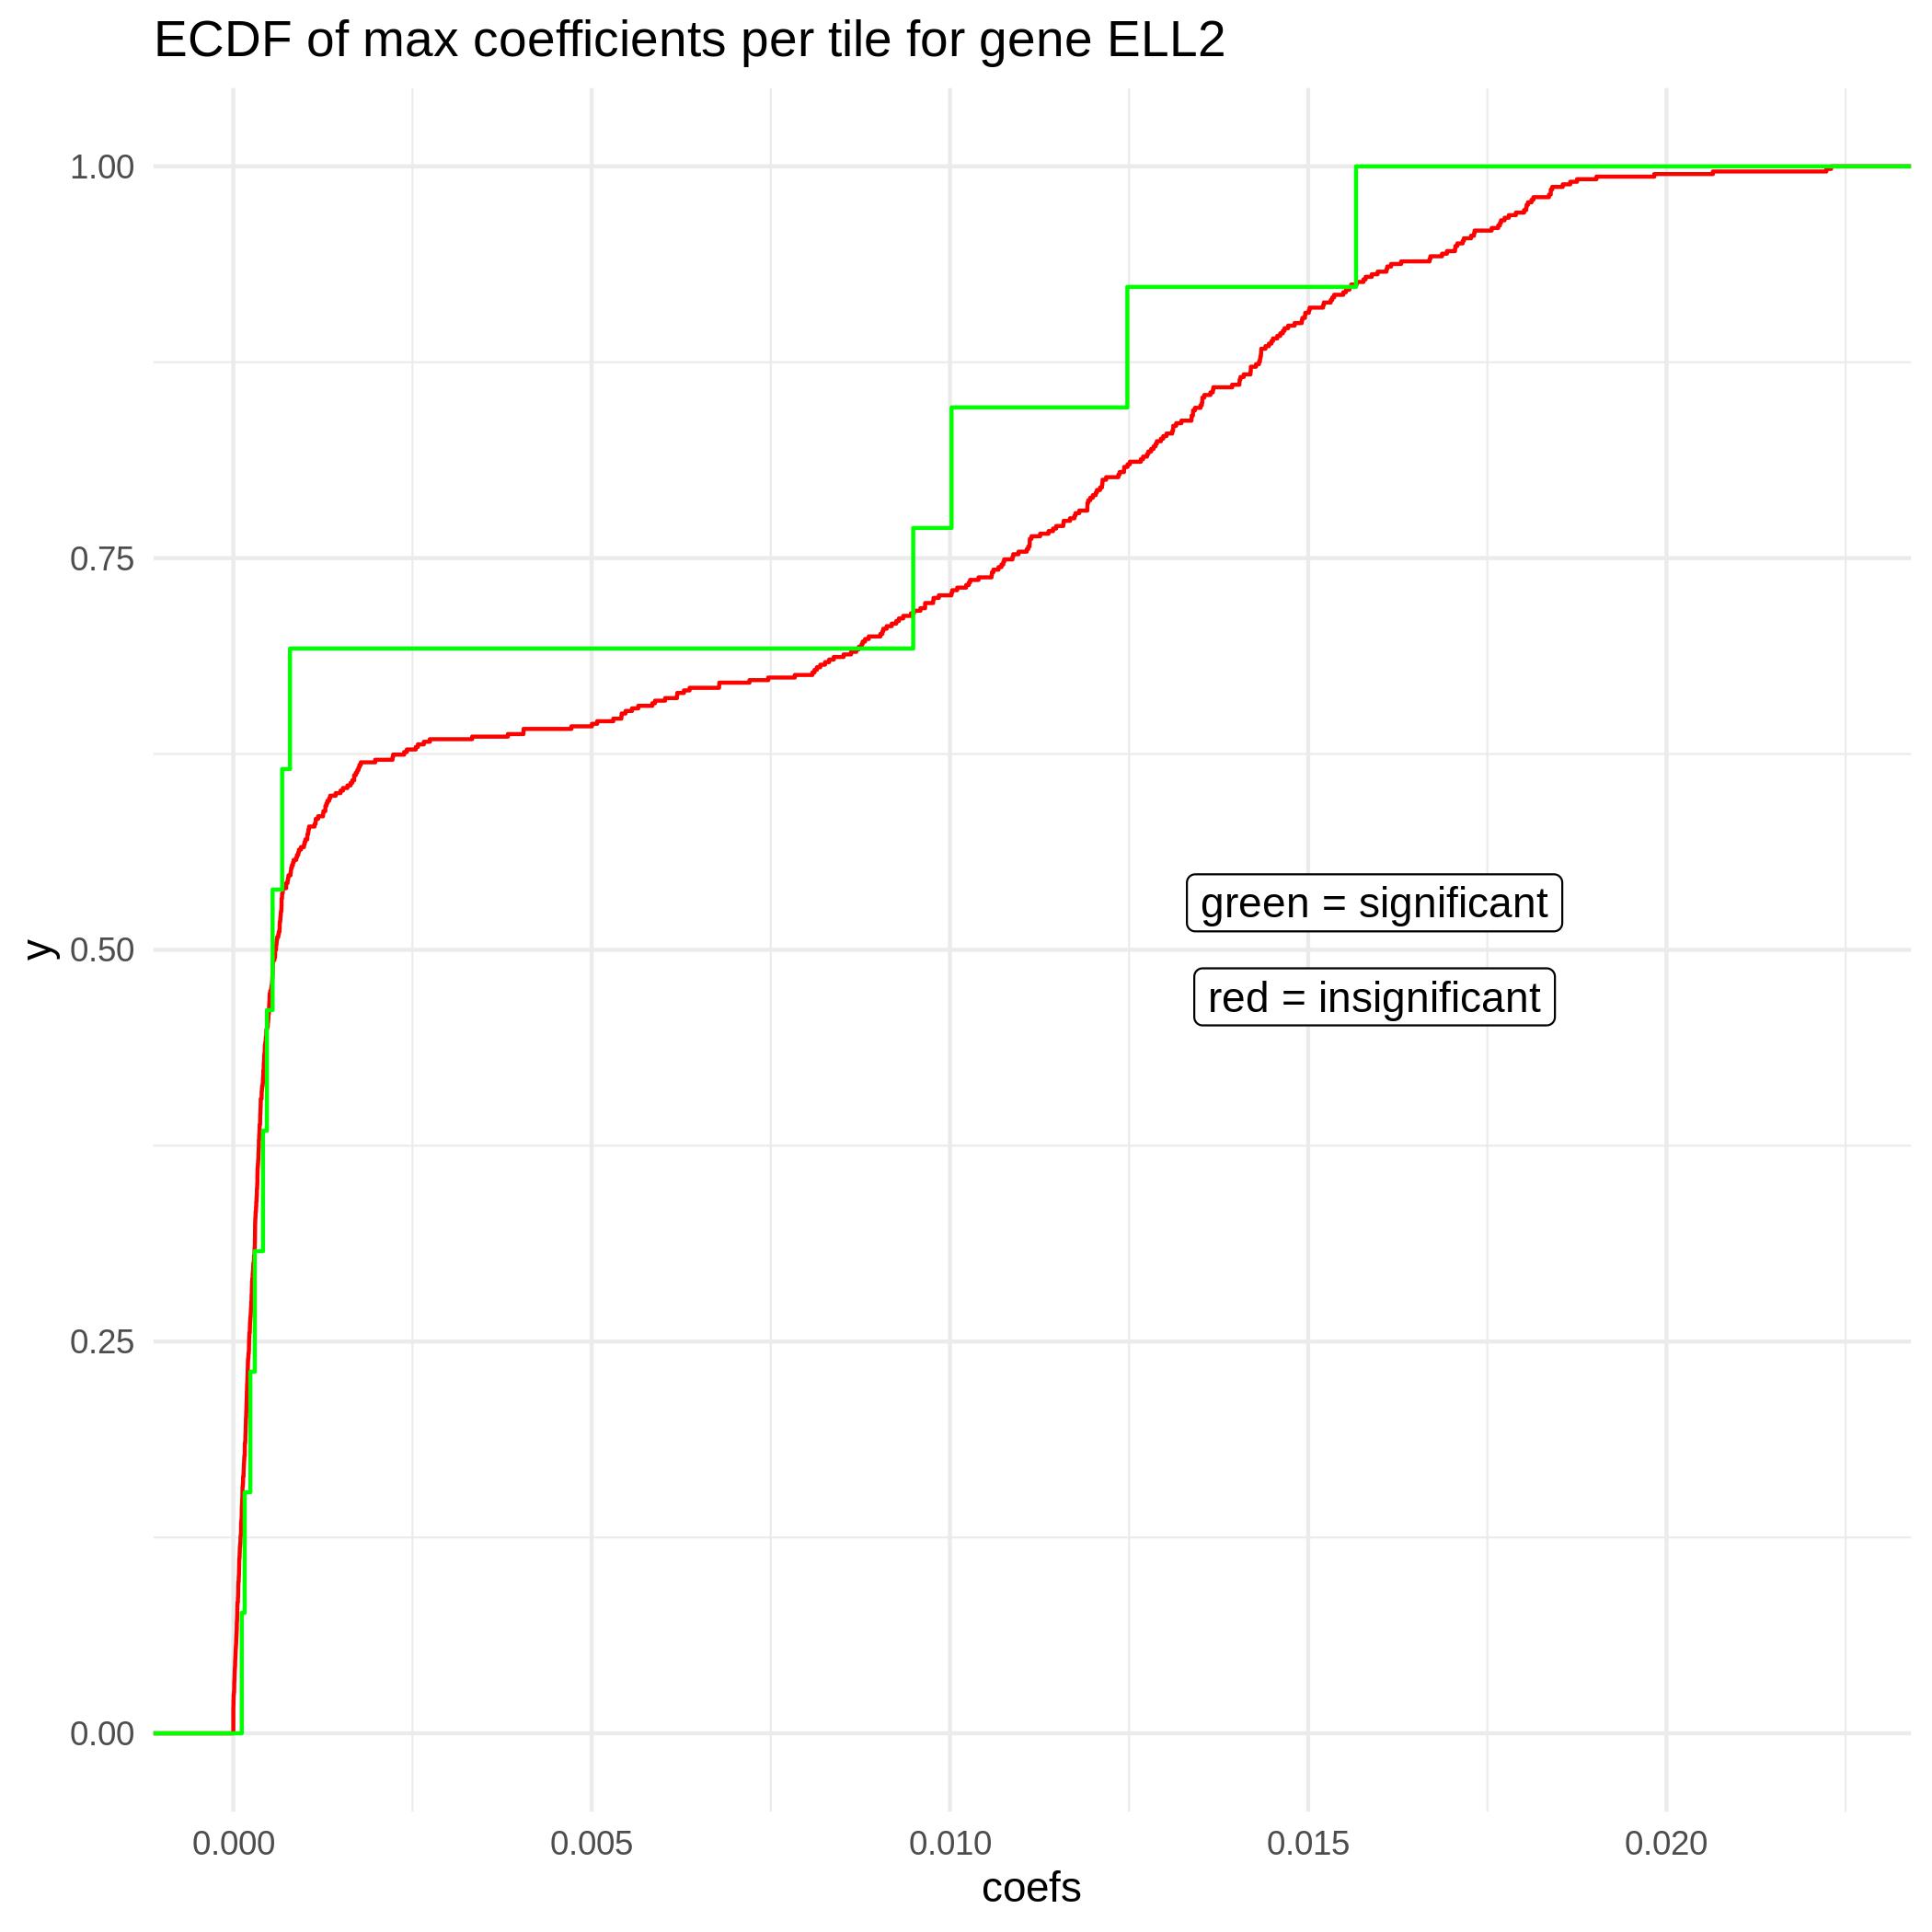 ECDF of max coefficients per tile for gene ELL2
1.00
0.75
0.50
0.25
0.00
y
green = significant
red = insignificant
0.000 0.005 0.010 0.015 0.020
coefs